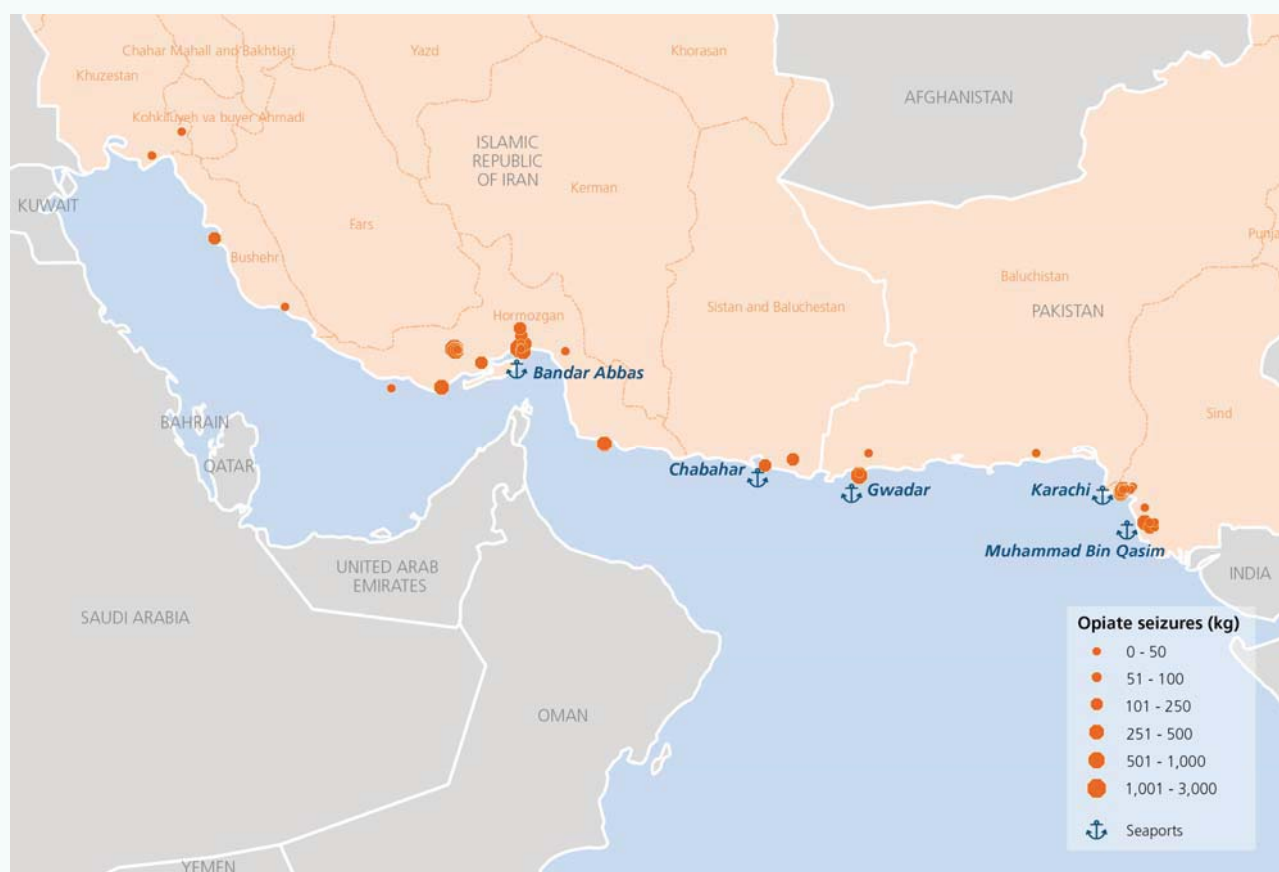 Chahar Mahall and Bakhtiari
Yazd
Khorasan
Khuzestan
AFGHANISTAN
Kohkiluyeh va buyer Ahmadi
ISLAMIC
REPUBLIC
OF IRAN
Kerman
KUWAIT
Fars
Punja
Bushehr
Baluchistan
Sistan and Baluchestan
PAKISTAN
Hormozgan
Bandar Abbas
Sind
BAHRAIN
QATAR
Chabahar
Gwadar
Karachi
Muhammad Bin Qasim
UNITED ARAB
EMIRATES
INDIA
SAUDI ARABIA
OMAN
YEMEN
Opiate seizures (kg)
0 - 50
51 - 100
101 - 250
251 - 500
501 - 1,000
1,001 - 3,000
Seaports